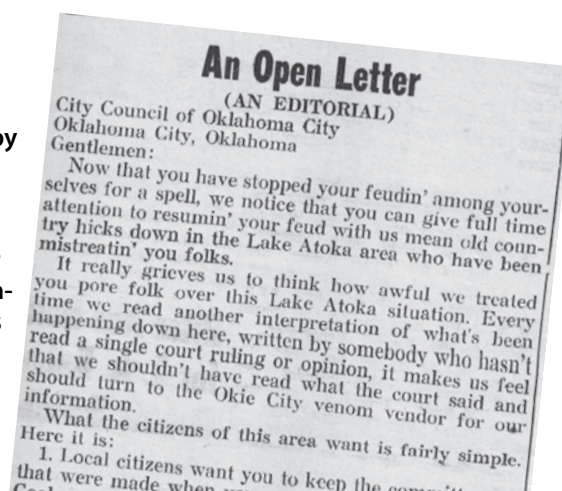 An Open Letter
(AN EDITORIAL)
City Council of Oklahoma City
Oklahoma City, Oklahoma
Gentlemen:
Now that you have stopped your feudin' among your-
selves for a spell, we notice that you can give full time
attention to resumin' your feud with us mean old coun-
try hicks down in the Lake Atoka area who have been
mistreatin' you folks.
It really grieves us to think how awful we treated
you pore folk over this Lake Atoka situation. Every
time we read another interpretation of what's been
happening down here, written by somebody who hasn't
read a single court ruling or opinion, it makes us feel
that we shouldn't have read what the court said and
should turn to the Okie City venom vendor for our
information.
What the citizens of this area want is fairly simple.
Here it is:
1. Local citizens want you to keep the
that were made when